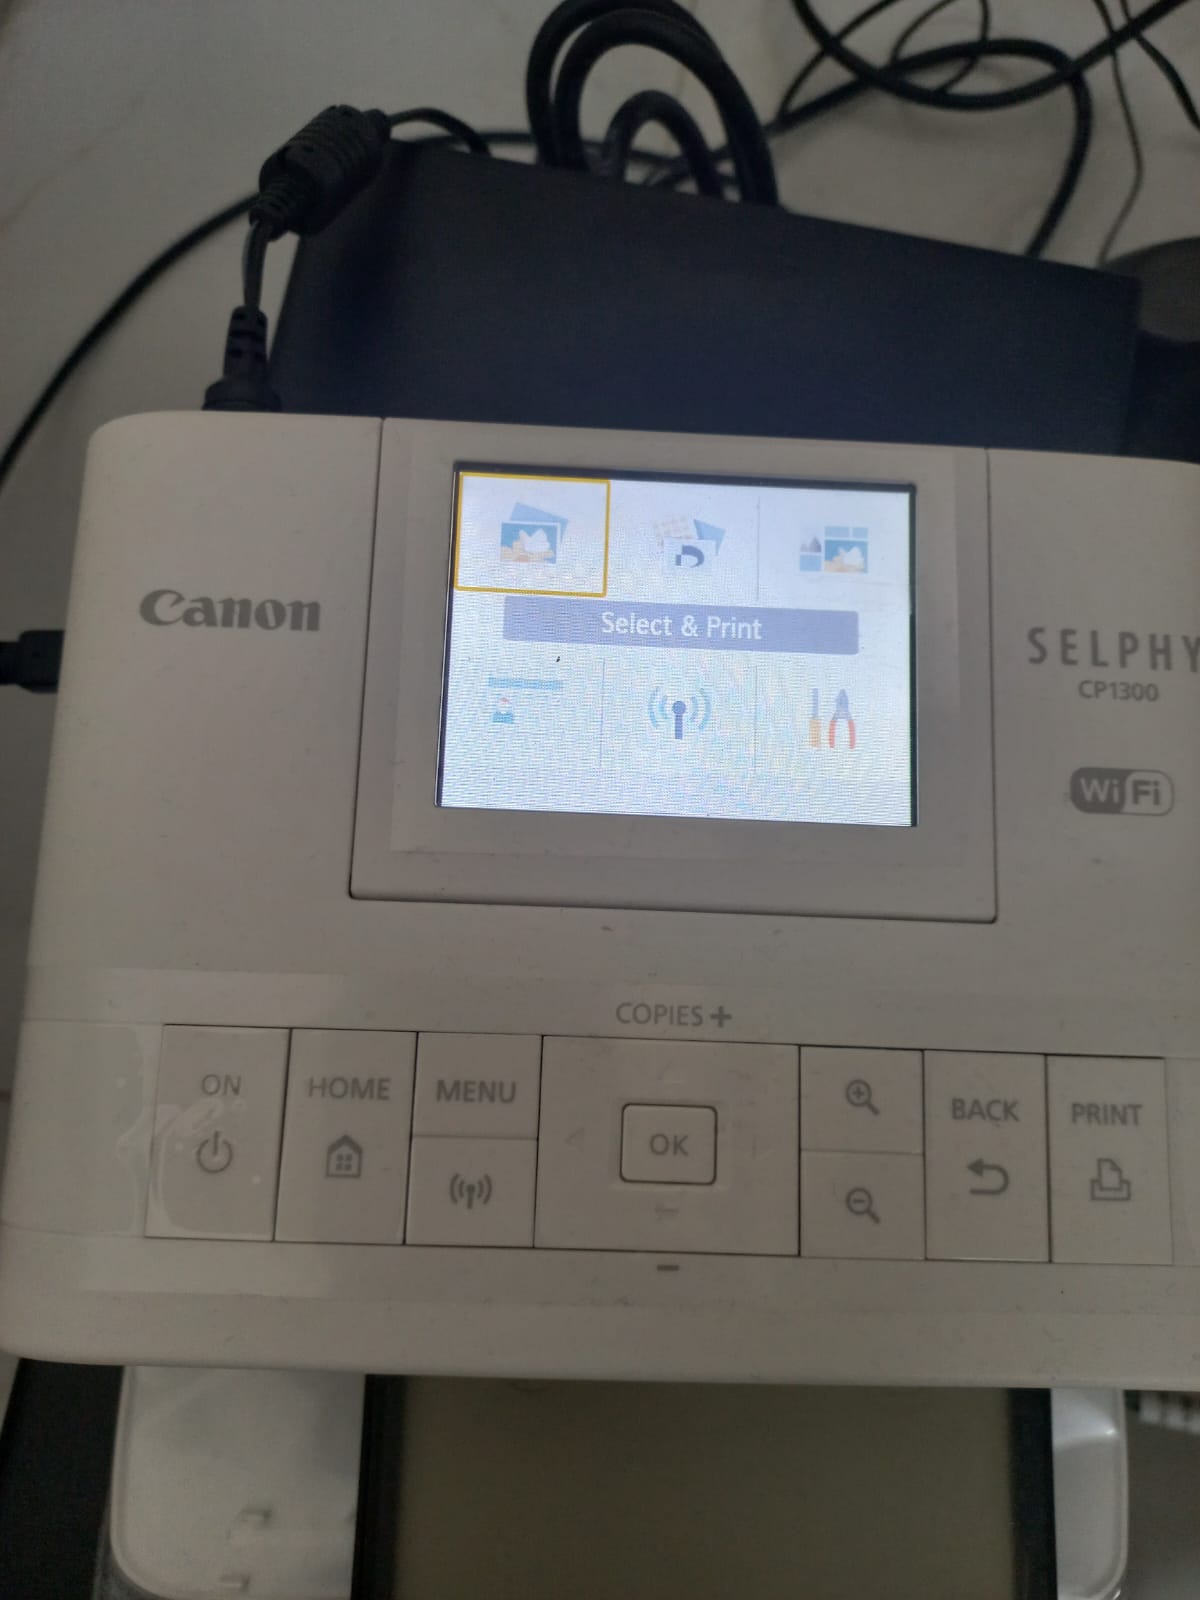 Canon
Select & Print
SELPHY
CP1300
WiFi
COPIES +
ON
HOME
MENU
OK
BACK
PRINT